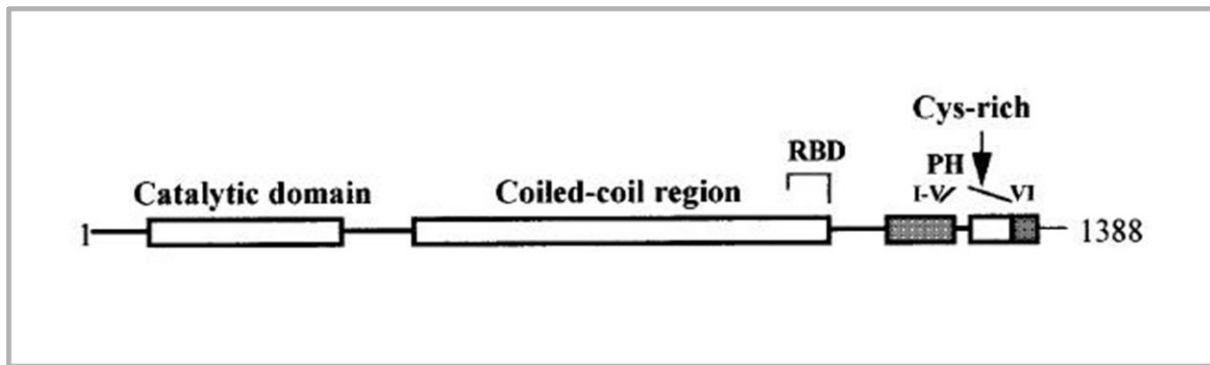 Cys-rich
RBD
PH
Catalytic domain
Coiled-coil region
I-V
VI
1
1388